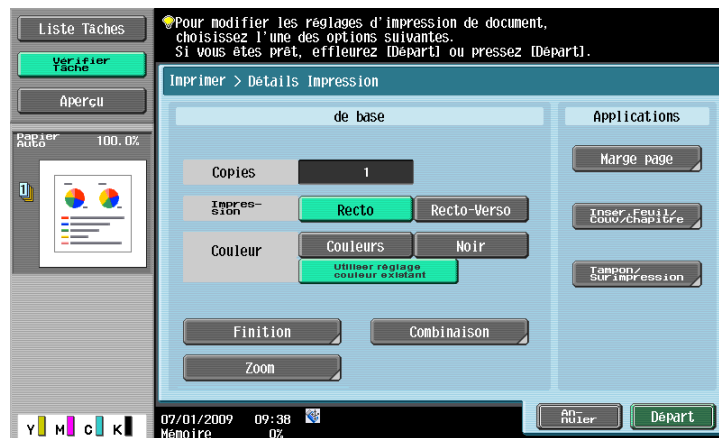 Liste Tâches
Vérifier
Tâche
Aperçu
Papier
Auto 100.0%
1
Y M C K
Pour modifier les réglages d'impression de document,
choisissez l'une des options suivantes.
Si vous êtes prêt, effleurez [Départ] ou pressez [Départ].
Imprimer > Détails Impression
de base
Copies 1
Impres-
sion Recto Recto-Verso
Couleur Couleurs Noir
Utiliser réglage
couleur existant
Finition Combinaison
Zoom
Applications
Marge page
Insér.Feuil/
Couv/Chapitre
Tampon/
Surimpression
07/01/2009 09:38
Mémoire 0%
An-
nuler
Départ